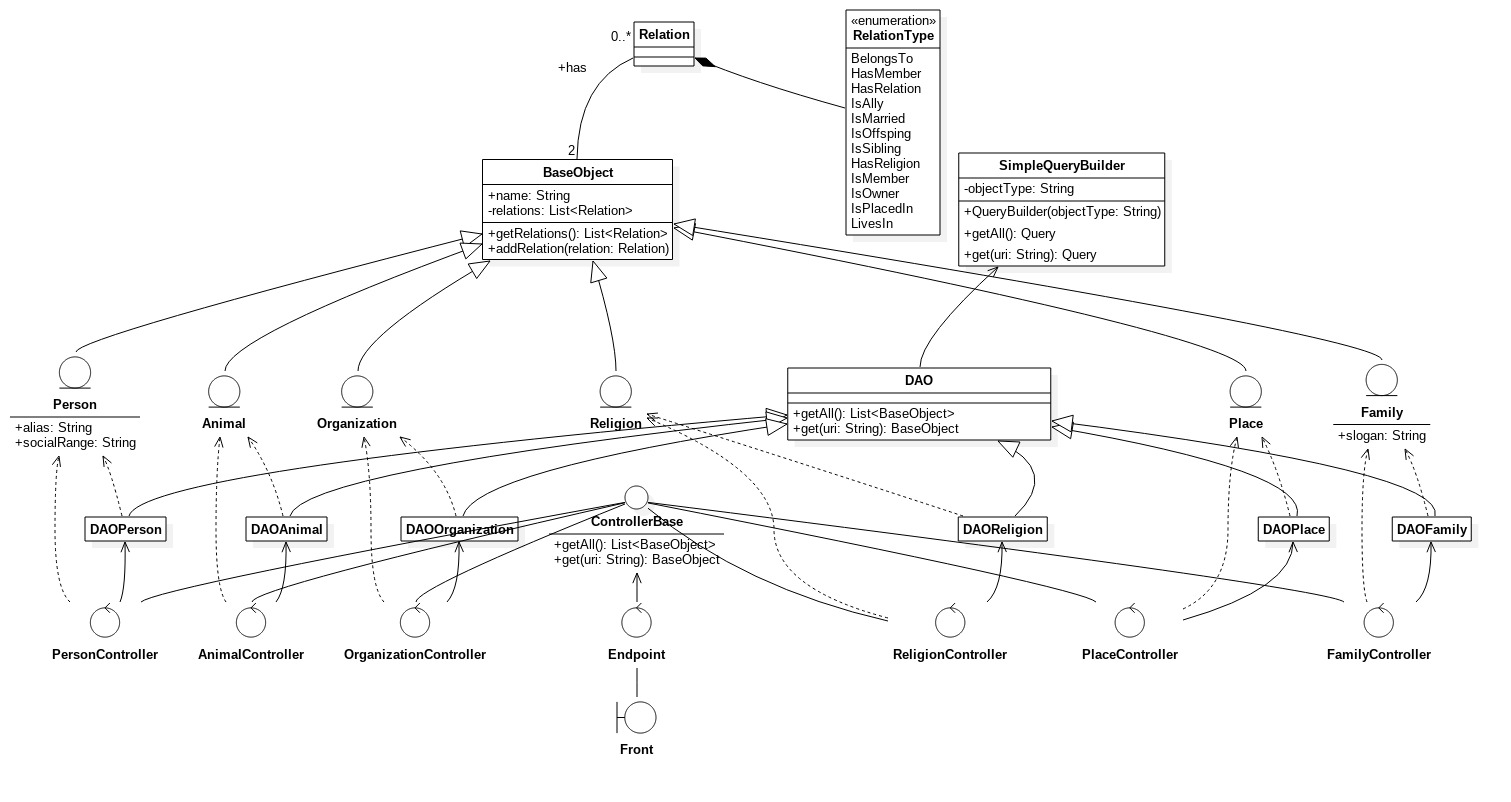 0..*
Relation
+has
2
«enumeration»
RelationType
BelongsTo
HasMember
HasRelation
IsAlly
IsMarried
IsOffsping
IsSibling
HasReligion
IsMember
IsOwner
IsPlacedIn
LivesIn
BaseObject
+name: String
-relations: List<Relation>
+getRelations(): List<Relation>
+addRelation(relation: Relation)
SimpleQueryBuilder
-objectType: String
+QueryBuilder(objectType: String)
+getAll(): Query
+get(uri: String): Query
Person
+alias: String
+socialRange: String
Animal
Organization
Religion
DAO
+getAll(): List<BaseObject>
+get(uri: String): BaseObject
Place
Family
+slogan: String
DAOPerson
DAOAnimal
DAOOrganization
ControllerBase
+getAll(): List<BaseObject>
+get(uri: String): BaseObject
DAOReligion
DAOPlace
DAOFamily
PersonController
AnimalController
OrganizationController
Endpoint
ReligionController
PlaceController
FamilyController
Front